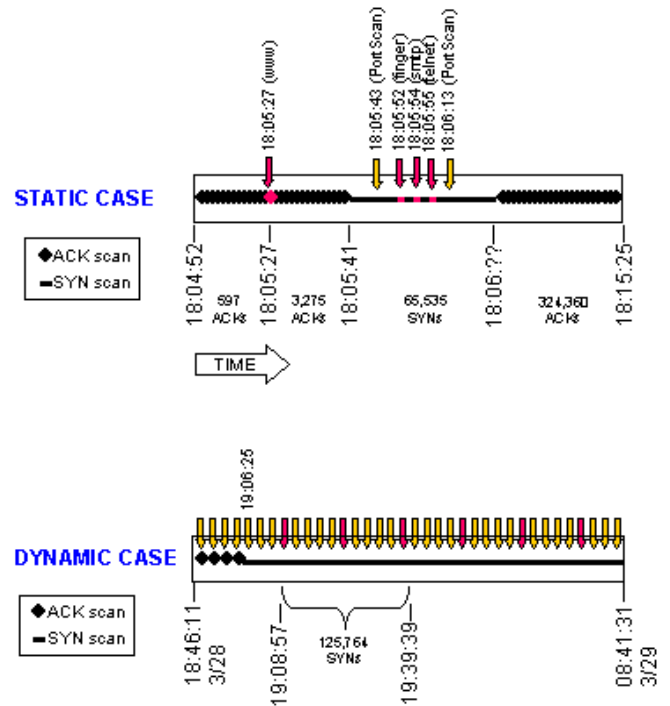 18:05:27 (www)
18:05:43 (Port Scan)
18:05:52 (finger)
18:05:54 (smtp)
18:05:55 (telnet)
18:06:13 (Port Scan)
STATIC CASE
ACK scan
SYN scan
18:04:52
597 ACKs
18:05:27
3,275 ACKs
18:05:41
65,535 SYNs
18:06:??
324,360 ACKs
18:15:25
TIME
19:06:25
DYNAMIC CASE
ACK scan
SYN scan
18:46:11
3/28
19:08:57
125,764
SYNs
19:39:39
08:41:31
3/29